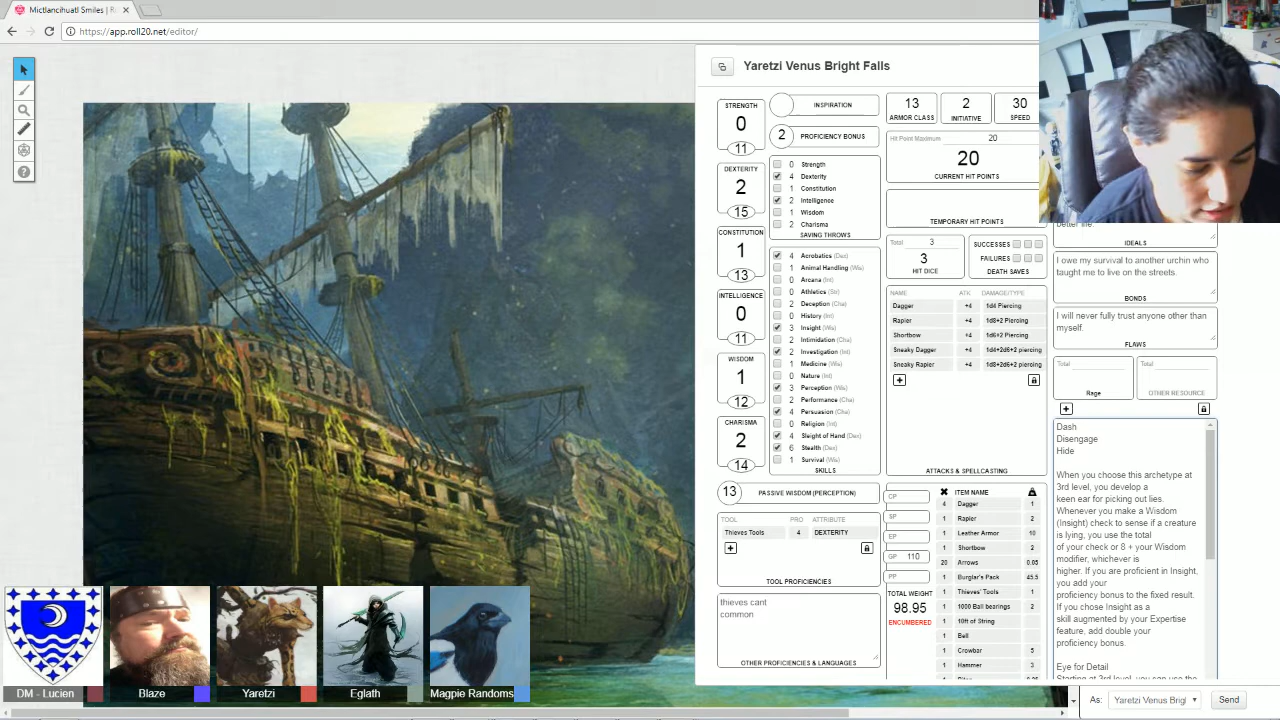 Mictlancihuatl Smiles | R
https://app.roll20.net/editor/
Yaretzi Venus Bright Falls
STRENGTH
0
11
DEXTERITY
2
15
CONSTITUTION
1
13
INTELLIGENCE
0
11
WISDOM
1
12
CHARISMA
2
14
INSPIRATION
2 PROFICIENCY BONUS
0 Strength
4 Dexterity
1 Constitution
2 Intelligence
1 Wisdom
2 Charisma
SAVING THROWS
4 Acrobatics (Dex)
1 Animal Handling (Wis)
0 Arcana (Int)
0 Athletics (Str)
2 Deception (Cha)
0 History (Int)
3 Insight (Wis)
2 Intimidation (Cha)
2 Investigation (Int)
1 Medicine (Wis)
0 Nature (Int)
3 Perception (Wis)
2 Performance (Cha)
4 Persuasion (Cha)
0 Religion (Int)
4 Sleight of Hand (Dex)
6 Stealth (Dex)
1 Survival (Wis)
SKILLS
13 PASSIVE WISDOM (PERCEPTION)
TOOL PRO ATTRIBUTE
Thieves Tools 4 DEXTERITY
TOOL PROFICIENCIES
thieves cant
common
OTHER PROFICIENCIES & LANGUAGES
13
ARMOR CLASS
2
INITIATIVE
30
SPEED
Hit Point Maximum 20
20
CURRENT HIT POINTS
TEMPORARY HIT POINTS
Total 3
3
HIT DICE
SUCCESSES
FAILURES
DEATH SAVES
NAME ATK DAMAGE/TYPE
Dagger +4 1d4 Piercing
Rapier +4 1d8+2 Piercing
Shortbow +4 1d6+2 Piercing
Sneaky Dagger +4 1d4+2d6+2 piercing
Sneaky Rapier +4 1d8+2d6+2 piercing
ATTACKS & SPELLCASTING
CP
SP
EP
GP 110
PP
TOTAL WEIGHT
98.95
ENCUMBERED
ITEM NAME
4 Dagger 1
1 Rapier 2
1 Leather Armor 10
1 Shortbow 2
20 Arrows 0.05
1 Burglar's Pack 45.5
1 Thieves' Tools 1
1 1000 Ball bearings 2
1 10ft of String
1 Bell
1 Crowbar 5
1 Hammer 3
better life.
IDEALS
I owe my survival to another urchin who
taught me to live on the streets.
BONDS
I will never fully trust anyone other than
myself.
FLAWS
Total
Rage
Total
OTHER RESOURCE
Dash
Disengage
Hide
When you choose this archetype at
3rd level, you develop a
keen ear for picking out lies.
Whenever you make a Wisdom
(Insight) check to sense if a creature
is lying, you use the total
of your check or 8 + your Wisdom
modifier, whichever is
higher. If you are proficient in Insight,
you add your
proficiency bonus to the fixed result.
If you chose Insight as a
skill augmented by your Expertise
feature, add double your
proficiency bonus.
Eye for Detail
Starting at 3rd level, you can use the
DM - Lucien
Blaze
Yaretzi
Eglath
Magpie Randoms
As: Yaretzi Venus Brigl
Send